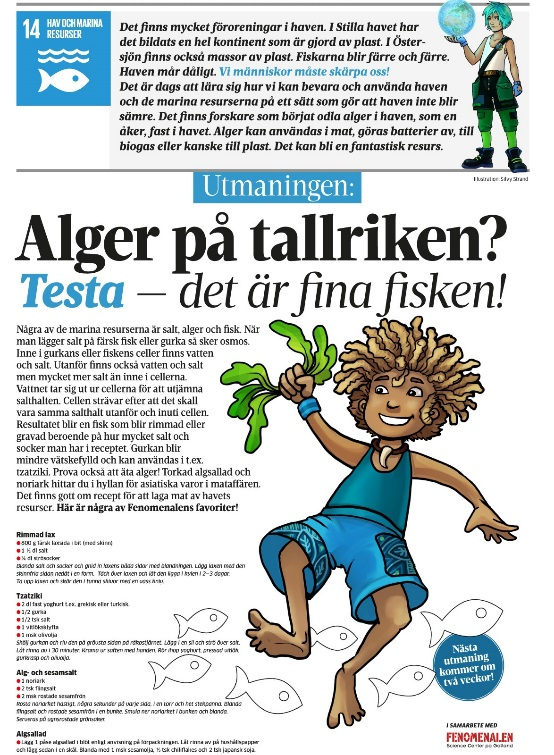 14 HAV OCH MARINA
RESURSER
Det finns mycket föroreningar i haven. I Stilla havet har
det bildats en hel kontinent som är gjord av plast. I Öster-
sjön finns också massor av plast. Fiskarna blir färre och färre.
Haven mår dåligt. Vi människor måste skärpa oss!
Det är dags att lära sig hur vi kan bevara och använda haven
och de marina resurserna på ett sätt som gör att haven inte blir
sämre. Det finns forskare som börjat odla alger i haven, som en
åker, fast i havet. Alger kan användas i mat, göras batterier av, till
biogas eller kanske till plast. Det kan bli en fantastisk resurs.
Illustration: Silvy Strand
Utmaningen:
Alger på tallriken?
Testa – det är fina fisken!
Några av de marina resurserna är salt, alger och fisk. När
man lägger salt på färsk fisk eller gurka så sker osmos.
Inne i gurkans eller fiskens celler finns vatten
och salt. Utanför finns också vatten och salt
men mycket mer salt än inne i cellerna.
Vattnet tar sig ut ur cellerna för att utjämna
salthalten. Cellen strävar efter att det skall
vara samma salthalt utanför och inuti cellen.
Resultatet blir en fisk som blir rimmad eller
gravad beroende på hur mycket salt och
socker man har i receptet. Gurkan blir
mindre vätskefylld och kan användas i t.ex.
tzatziki. Prova också att äta alger! Torkad algsallad och
noriark hittar du i hyllan för asiatiska varor i mataffären.
Det finns gott om recept för att laga mat av havets
resurser. Här är några av Fenomenalens favoriter!
Rimmad lax
● 600 g färsk laxsida i bit (med skinn)
● 1 ½ dl salt
● ¾ dl strösocker
Blanda salt och socker och gnid in laxens båda sidor med blandningen. Lägg laxen med den
skinnfria sidan nedåt i en form. Täck över laxen och låt den ligga i kylen i 2–3 dagar.
Ta upp laxen och skär den i tunna skivor med en vass kniv.
Tzatziki
● 2 dl fast yoghurt t.ex. grekisk eller turkisk.
● 1/2 gurka
● 1/2 tsk salt
● 1 vitlöksklyfta
● 1 msk olivolja
Skölj gurkan och riv den på grövsta sidan på råkostjärnet. Lägg i en sil och strö över salt.
Låt rinna av i 30 minuter. Krama ur saften med handen. Rör ihop yoghurt, pressad vitlök,
gurkrasp och olivolja.
Alg- och sesamsalt
● 1 noriark
● 2 tsk flingsalt
● 2 msk rostade sesamfrön
Rosta noriarket hastigt, några sekunder på varje sida, i en torr och het stekpanna. Blanda
flingsalt och rostade sesamfrön i en bunke. Smula ner noriarket i bunken och blanda.
Serveras på ugnsrostade grönsaker.
Algsallad
● Lägg 1 påse algsallad i blöt enligt anvisning på förpackningen. Låt rinna av på hushållspapper
och lägg sedan i en skål. Blanda med 1 msk sesamolja, ½ tsk chiliflakes och 2 tsk japansk soja.
Nästa
utmaning
kommer om
två veckor!
I SAMARBETE MED
FENOMENALEN
Science Center på Gotland